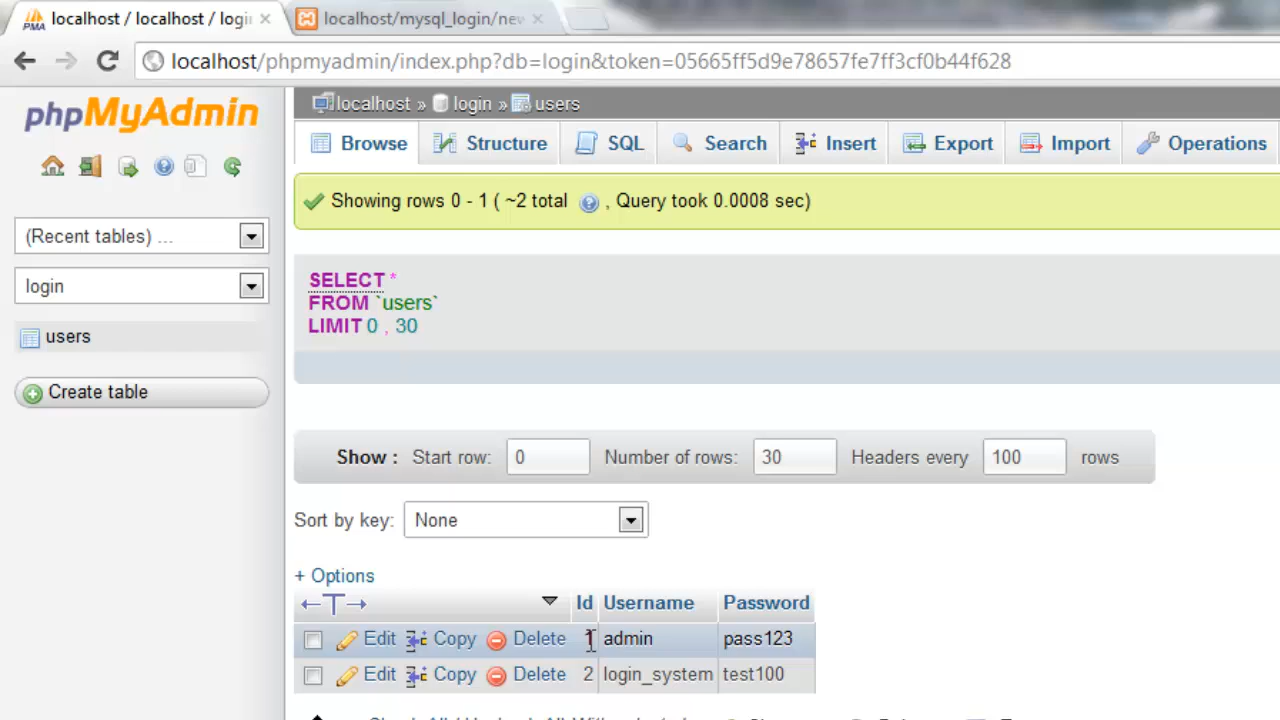 localhost / localhost / logi
localhost/mysql_login/nev
localhost/phpmyadmin/index.php?db=login&token=05665ff5d9e78657fe7ff3cf0b44f628
phpMyAdmin
localhost » login » users
Browse Structure SQL Search Insert Export Import Operations
Showing rows 0 - 1 ( ~2 total , Query took 0.0008 sec)
(Recent tables) ...
login
users
Create table
SELECT *
FROM `users`
LIMIT 0 , 30
Show : Start row: 0 Number of rows: 30 Headers every 100 rows
Sort by key: None
+ Options
←T→ Id Username Password
Edit Copy Delete 1 admin pass123
Edit Copy Delete 2 login_system test100